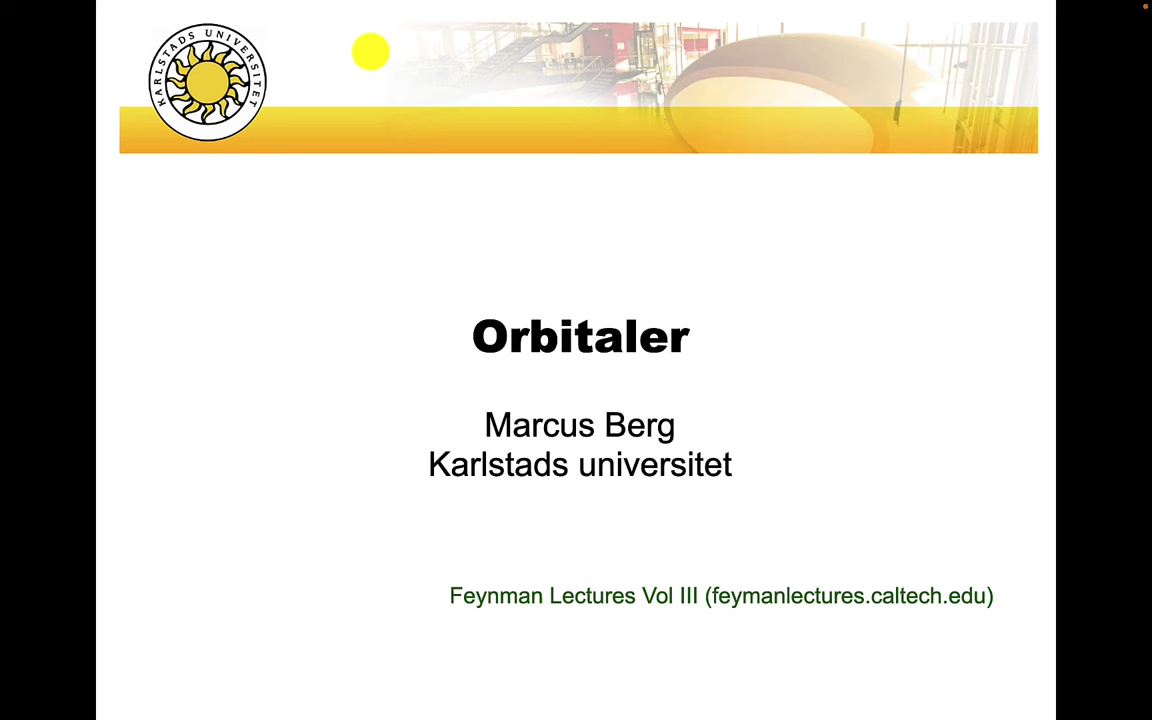 KARLSTADS UNIVERSITET
Orbitaler
Marcus Berg
Karlstads universitet
Feynman Lectures Vol III (feymanlectures.caltech.edu)